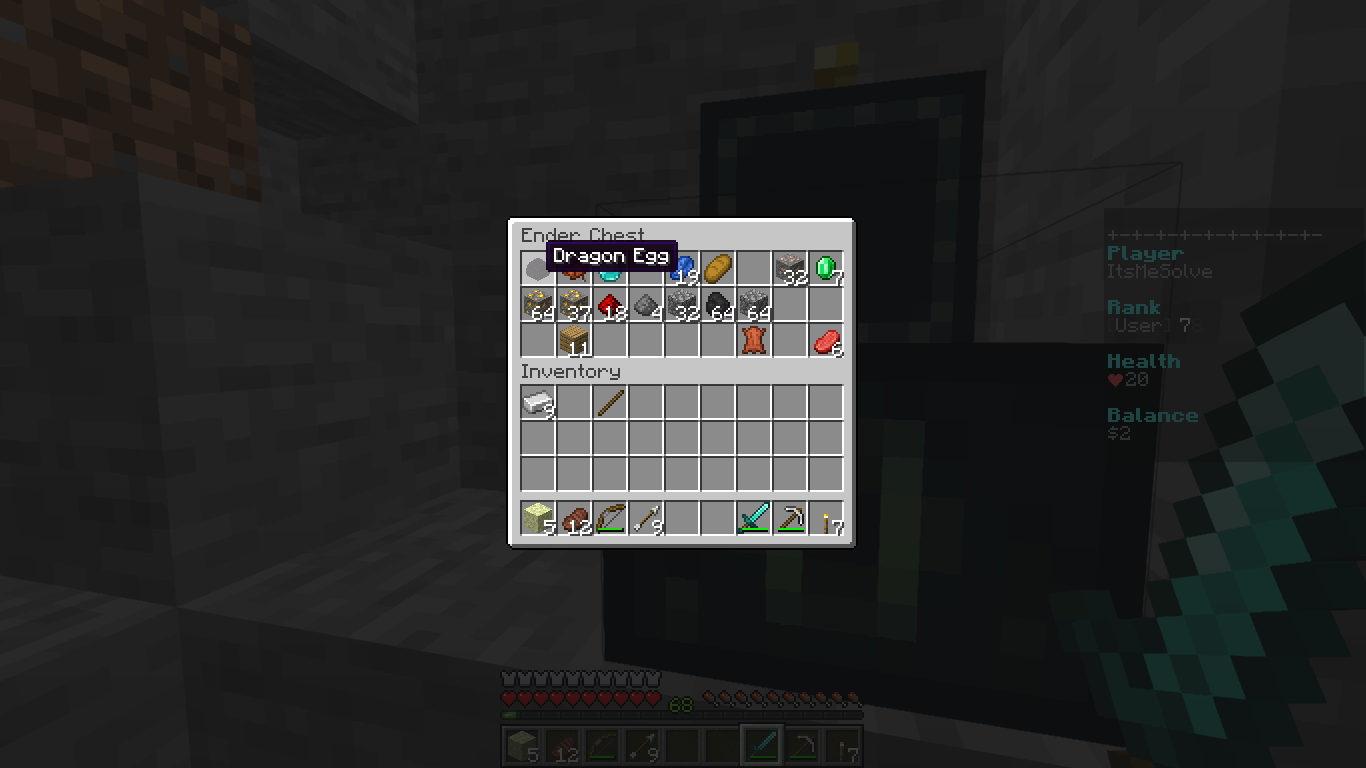 Ender Chest
Dragon Egg
19
32
7
64
37
18
4
32
64
64
11
6
Inventory
9
5
12
9
7
+-+-+-+-+-+-+-+-+-+-+-+-
Player
ItsMeSolve
Rank
[User] 7
Health
❤20
Balance
$2
68
5
12
9
7